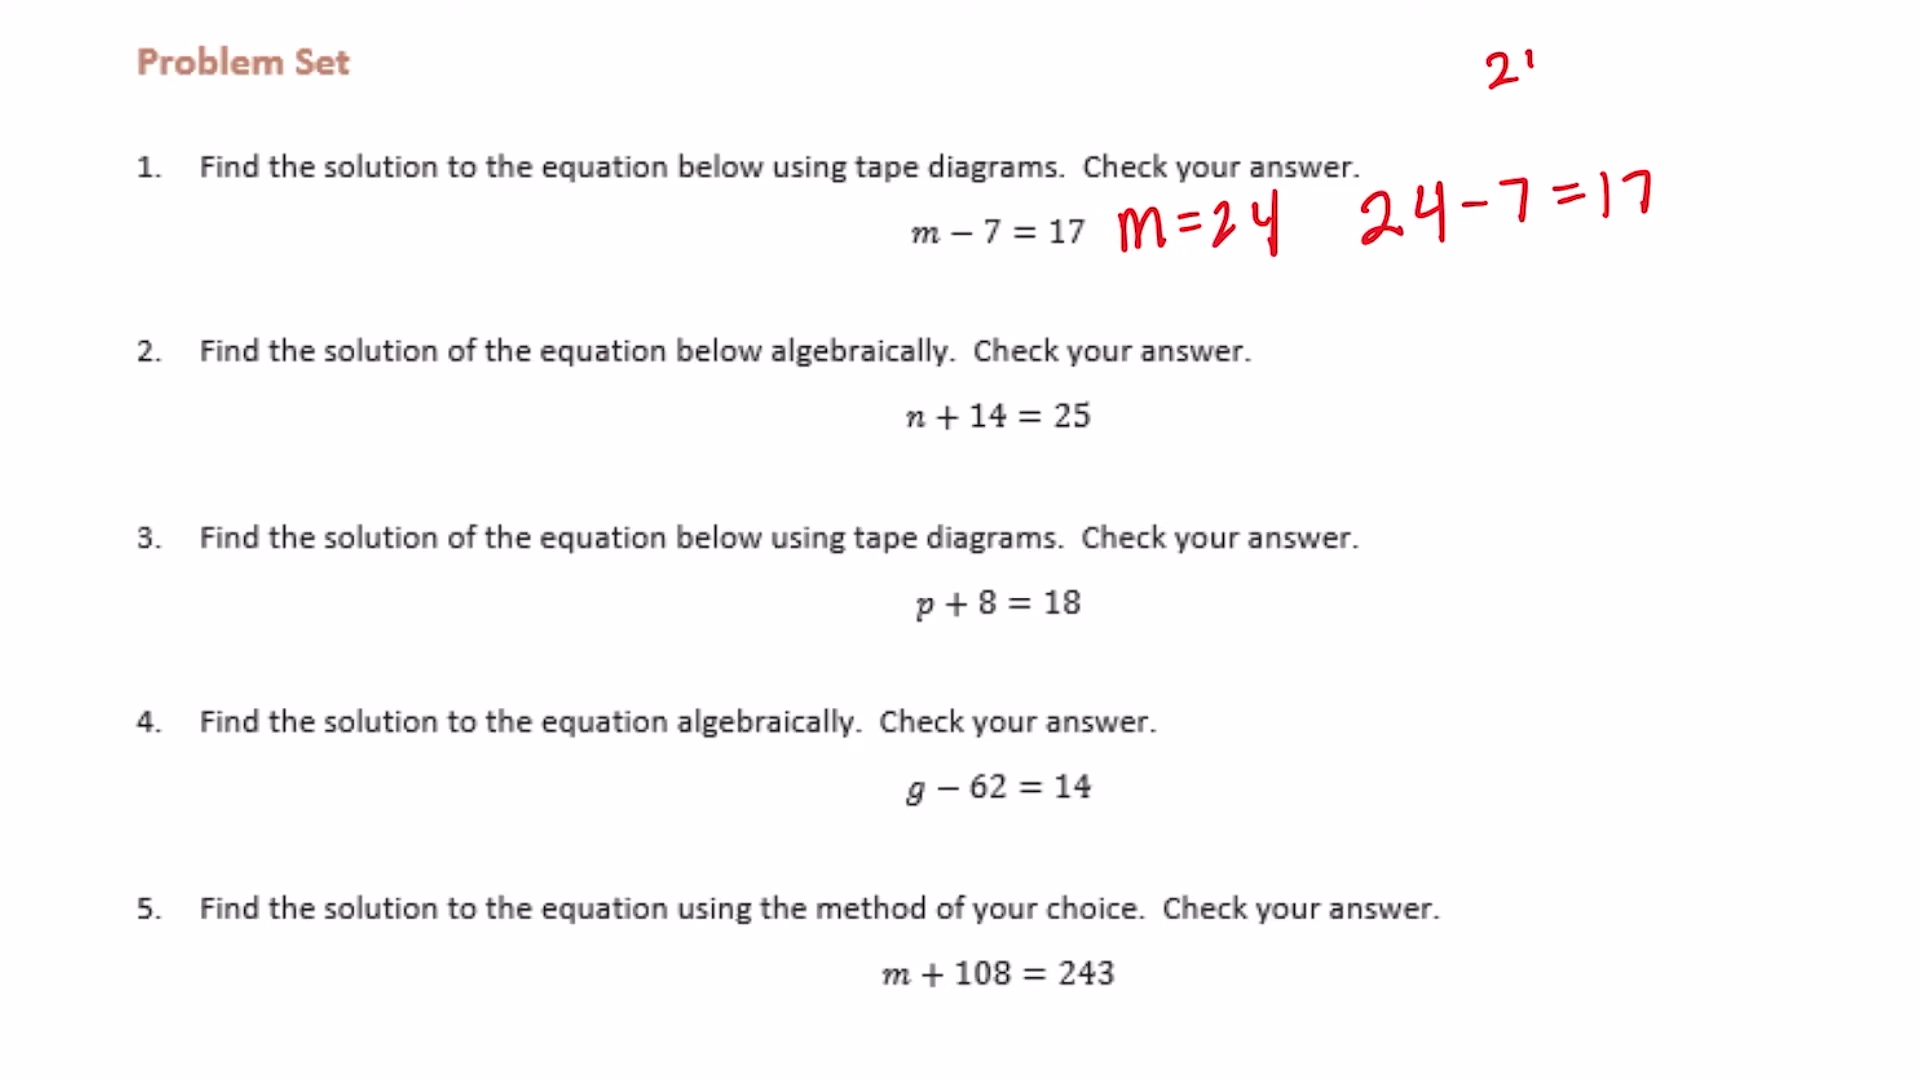 Problem Set
2'
1. Find the solution to the equation below using tape diagrams. Check your answer.
m − 7 = 17 m=24 24-7=17
2. Find the solution of the equation below algebraically. Check your answer.
n + 14 = 25
3. Find the solution of the equation below using tape diagrams. Check your answer.
p + 8 = 18
4. Find the solution to the equation algebraically. Check your answer.
g − 62 = 14
5. Find the solution to the equation using the method of your choice. Check your answer.
m + 108 = 243